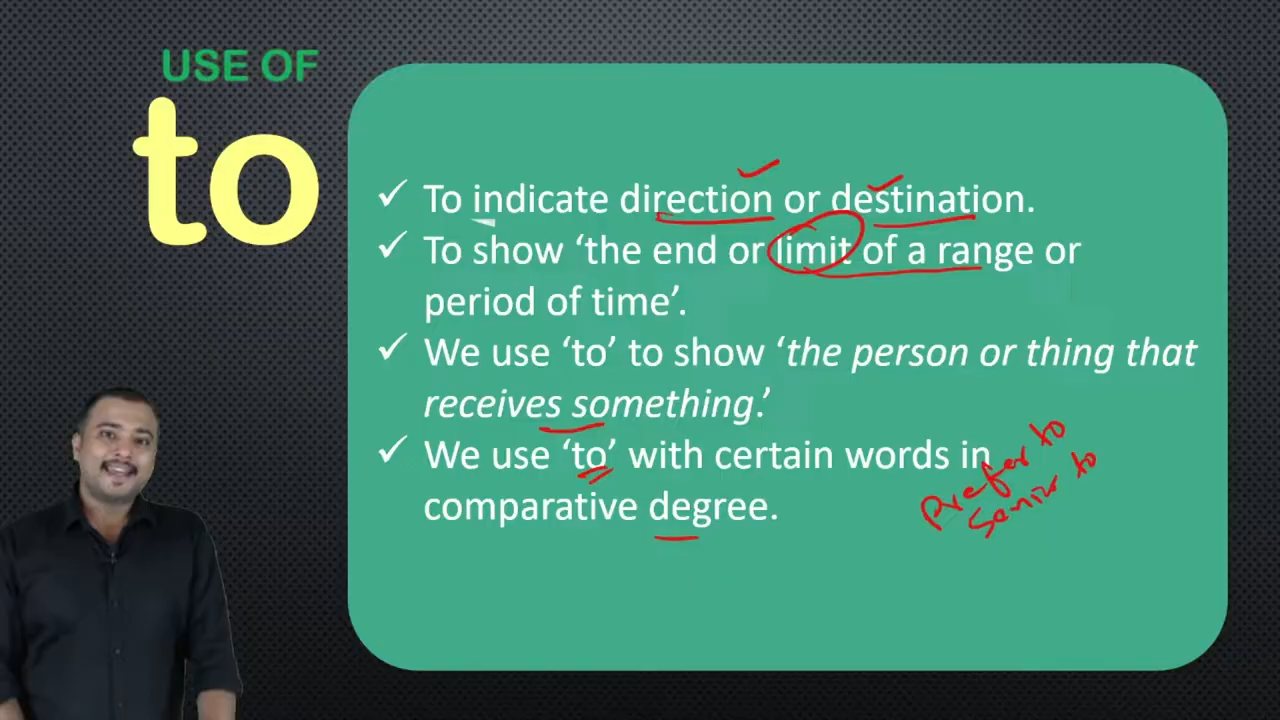 USE OF
to
✓ To indicate direction or destination.
✓ To show ‘the end or limit of a range or
period of time’.
✓ We use ‘to’ to show ‘the person or thing that
receives something.’
✓ We use ‘to’ with certain words in
comparative degree.
Prefer to
Senior to